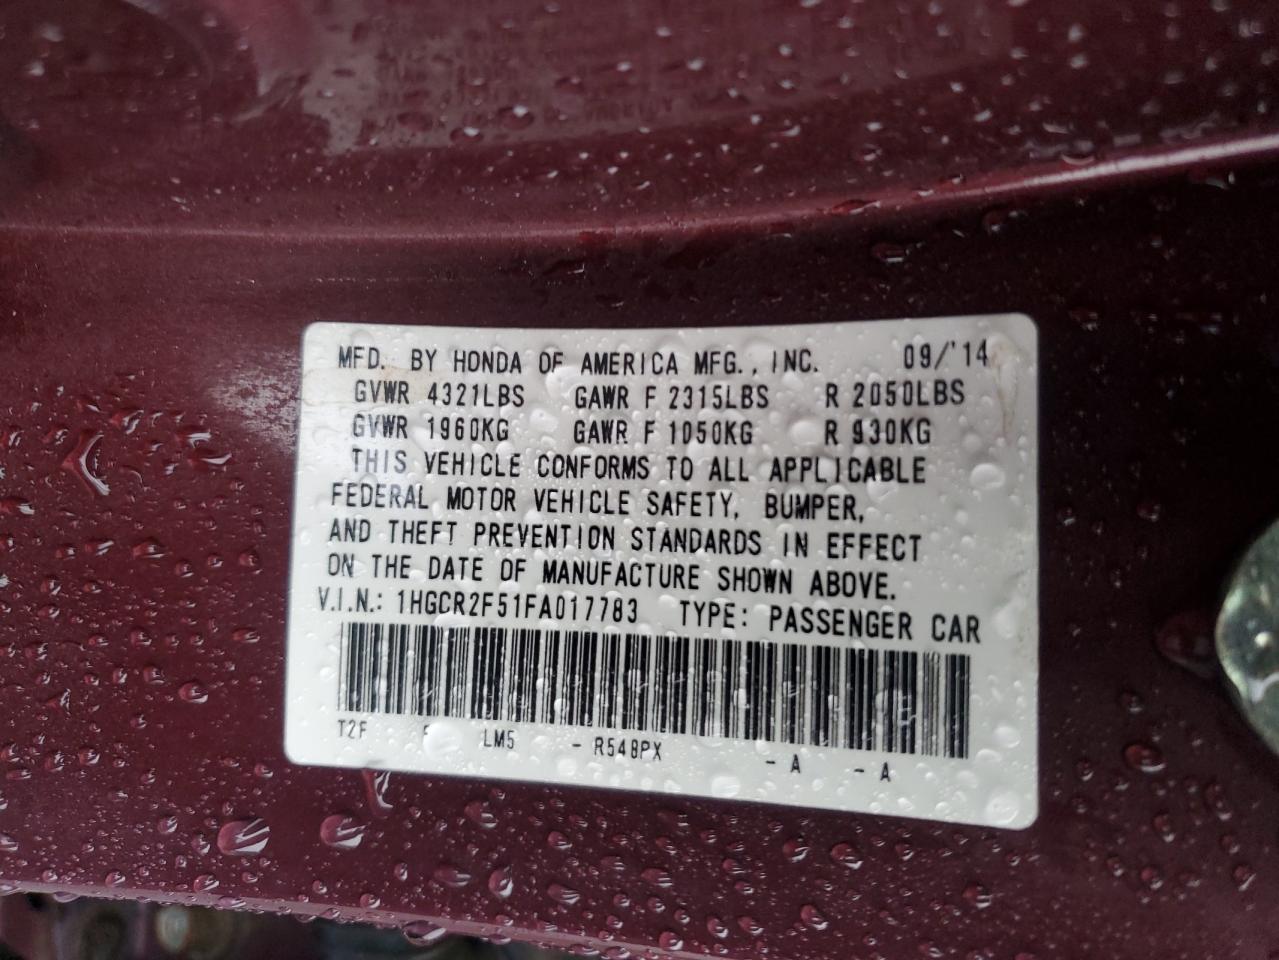 MFD. BY HONDA OF AMERICA MFG., INC. 09/'14
GVWR 4321LBS GAWR F 2315LBS R 2050LBS
GVWR 1960KG GAWR F 1050KG R 930KG
THIS VEHICLE CONFORMS TO ALL APPLICABLE
FEDERAL MOTOR VEHICLE SAFETY, BUMPER,
AND THEFT PREVENTION STANDARDS IN EFFECT
ON THE DATE OF MANUFACTURE SHOWN ABOVE.
V.I.N.: 1HGCR2F51FA017783 TYPE: PASSENGER CAR
T2F LM5 - R548PX - A - A